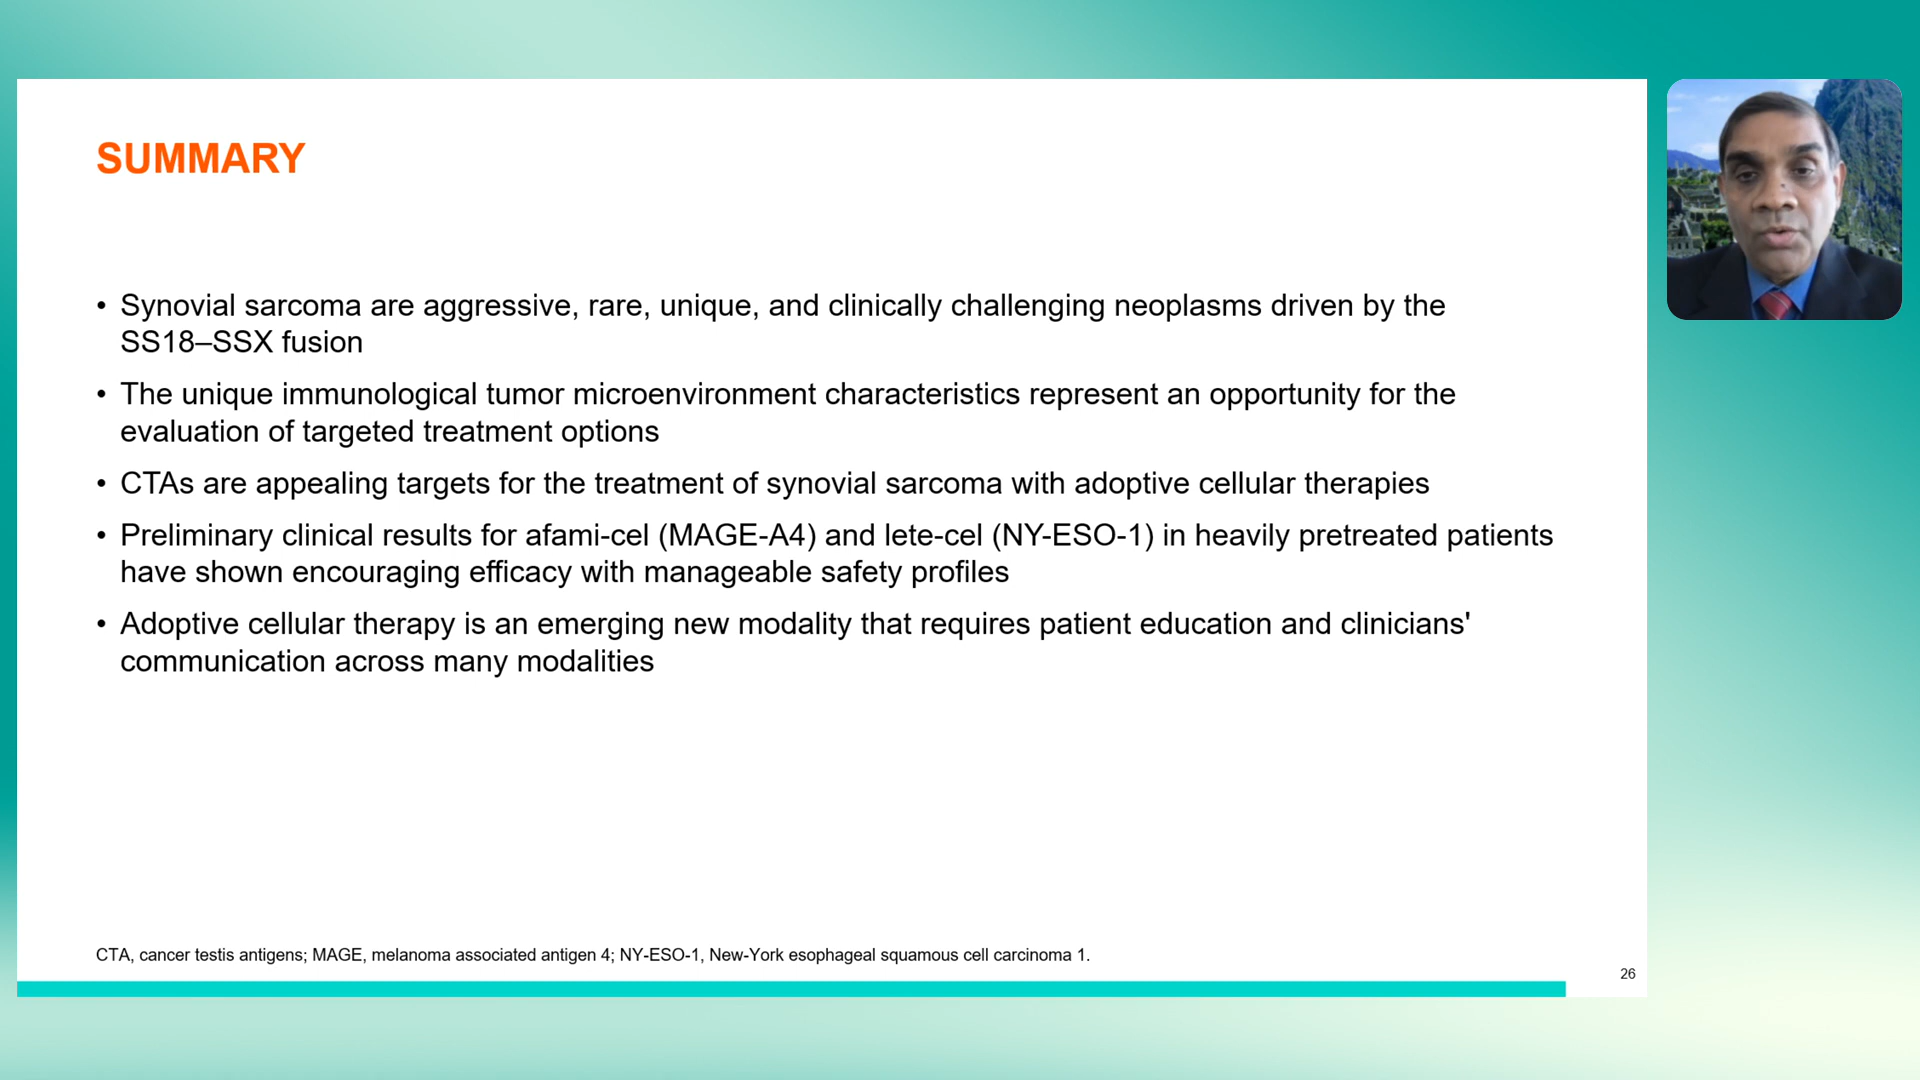 SUMMARY
• Synovial sarcoma are aggressive, rare, unique, and clinically challenging neoplasms driven by the
SS18–SSX fusion
• The unique immunological tumor microenvironment characteristics represent an opportunity for the
evaluation of targeted treatment options
• CTAs are appealing targets for the treatment of synovial sarcoma with adoptive cellular therapies
• Preliminary clinical results for afami-cel (MAGE-A4) and lete-cel (NY-ESO-1) in heavily pretreated patients
have shown encouraging efficacy with manageable safety profiles
• Adoptive cellular therapy is an emerging new modality that requires patient education and clinicians'
communication across many modalities
CTA, cancer testis antigens; MAGE, melanoma associated antigen 4; NY-ESO-1, New-York esophageal squamous cell carcinoma 1.
26